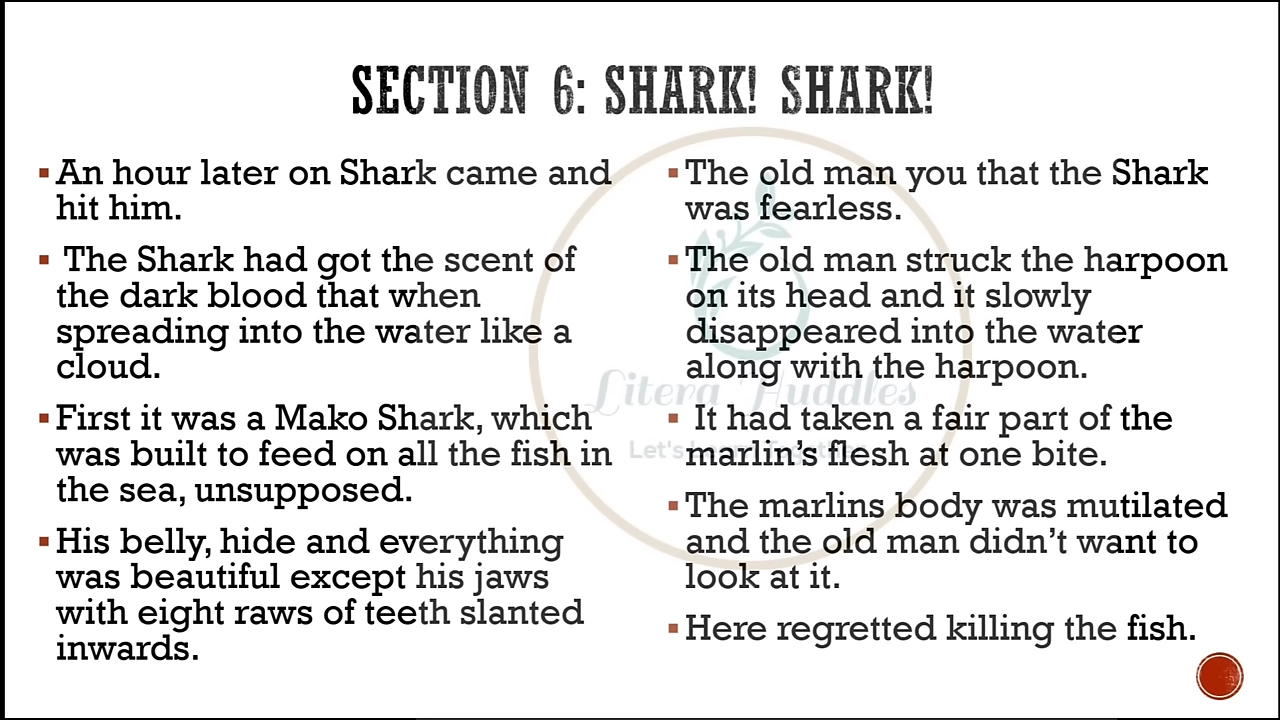 SECTION 6: SHARK! SHARK!
An hour later on Shark came and
hit him.
The Shark had got the scent of
the dark blood that when
spreading into the water like a
cloud.
First it was a Mako Shark, which
was built to feed on all the fish in
the sea, unsupposed.
His belly, hide and everything
was beautiful except his jaws
with eight raws of teeth slanted
inwards.
The old man you that the Shark
was fearless.
The old man struck the harpoon
on its head and it slowly
disappeared into the water
along with the harpoon.
It had taken a fair part of the
marlin's flesh at one bite.
The marlins body was mutilated
and the old man didn't want to
look at it.
Here regretted killing the fish.
Litera Huddles
Let's